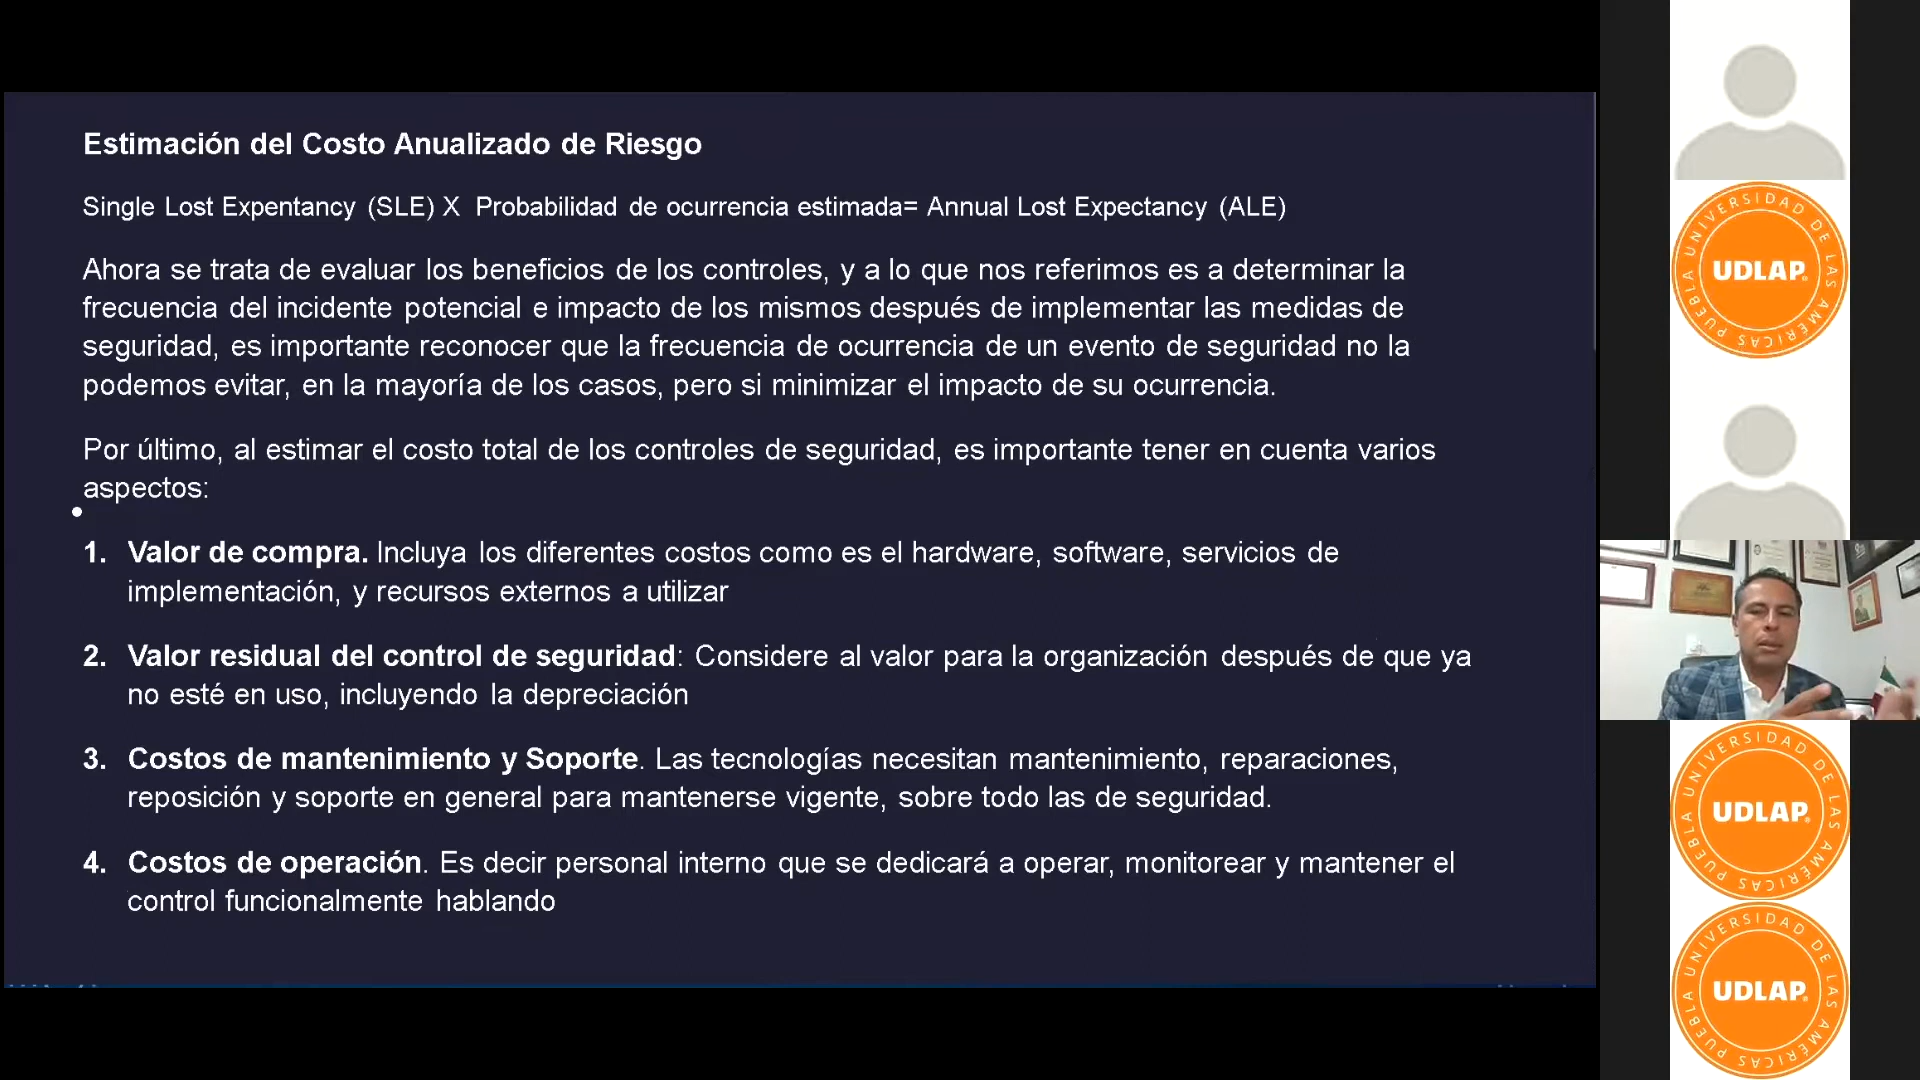 Estimación del Costo Anualizado de Riesgo
Single Lost Expentancy (SLE) X Probabilidad de ocurrencia estimada= Annual Lost Expectancy (ALE)
Ahora se trata de evaluar los beneficios de los controles, y a lo que nos referimos es a determinar la
frecuencia del incidente potencial e impacto de los mismos después de implementar las medidas de
seguridad, es importante reconocer que la frecuencia de ocurrencia de un evento de seguridad no la
podemos evitar, en la mayoría de los casos, pero si minimizar el impacto de su ocurrencia.
Por último, al estimar el costo total de los controles de seguridad, es importante tener en cuenta varios
aspectos:
1. Valor de compra. Incluya los diferentes costos como es el hardware, software, servicios de
implementación, y recursos externos a utilizar
2. Valor residual del control de seguridad: Considere al valor para la organización después de que ya
no esté en uso, incluyendo la depreciación
3. Costos de mantenimiento y Soporte. Las tecnologías necesitan mantenimiento, reparaciones,
reposición y soporte en general para mantenerse vigente, sobre todo las de seguridad.
4. Costos de operación. Es decir personal interno que se dedicará a operar, monitorear y mantener el
control funcionalmente hablando
UNIVERSIDAD DE LAS AMÉRICAS PUEBLA
UDLAP®
UNIVERSIDAD DE LAS AMÉRICAS PUEBLA
UDLAP®
UNIVERSIDAD DE LAS AMÉRICAS PUEBLA
UDLAP®